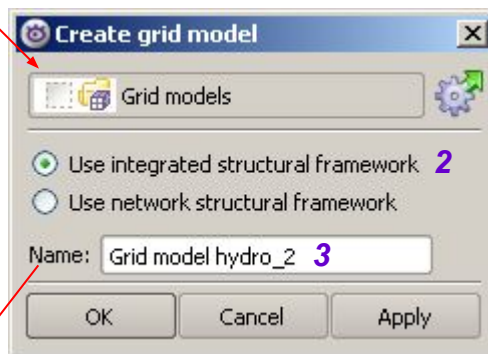 Create grid model
Grid models
Use integrated structural framework 2
Use network structural framework
Name: Grid model hydro_2 3
OK Cancel Apply